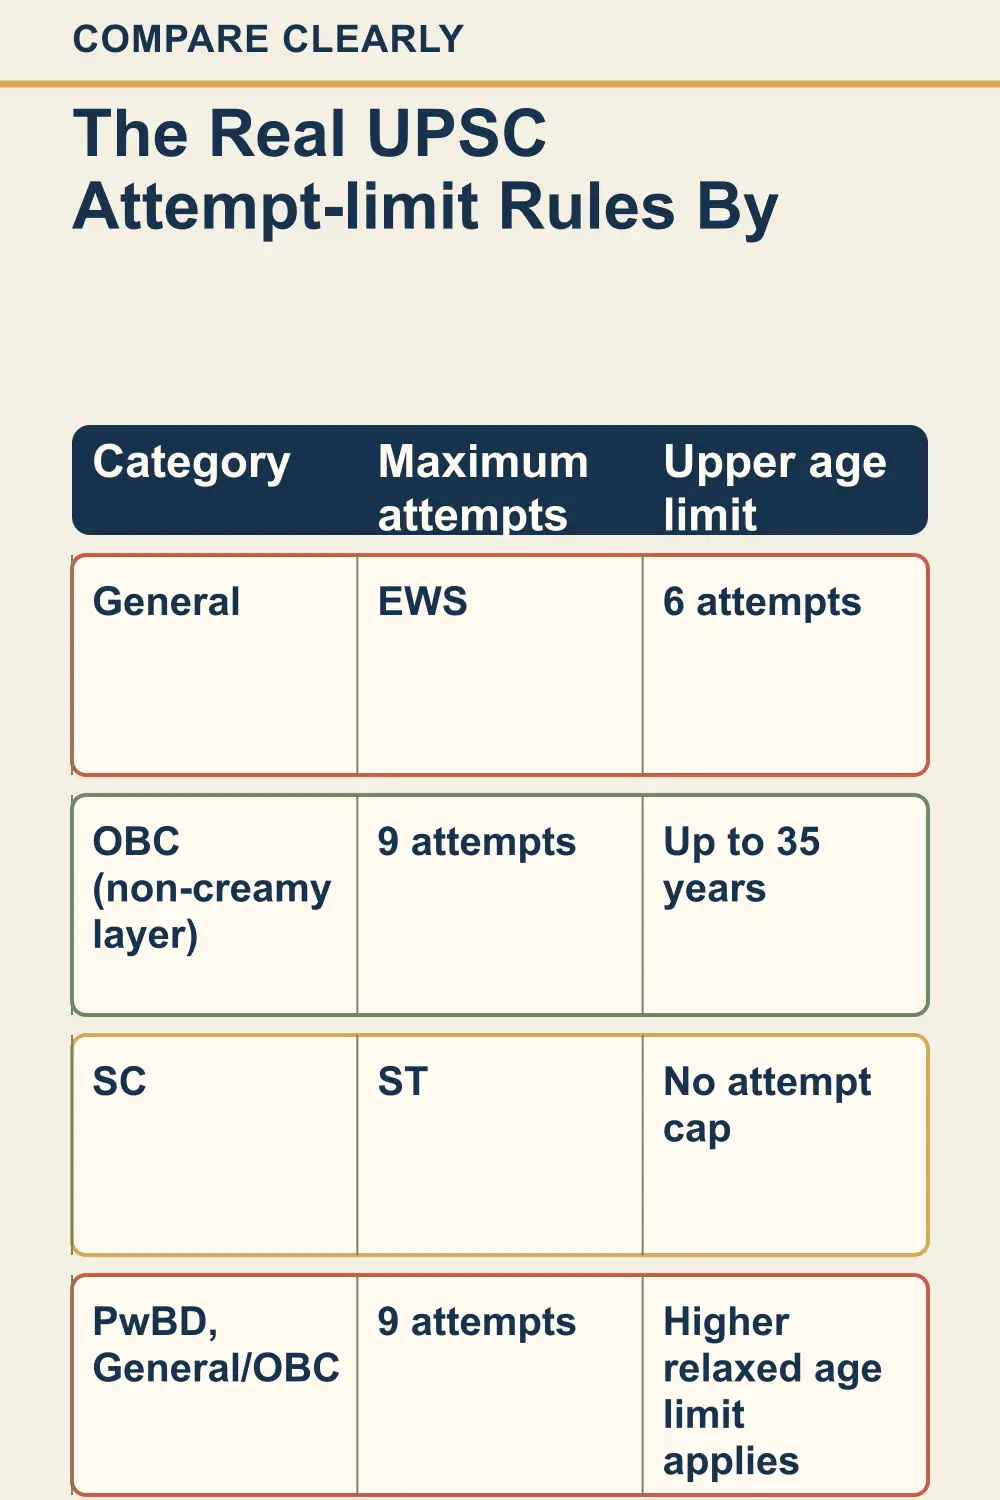 COMPARE CLEARLY
The Real UPSC
Attempt-limit Rules By
Category
Maximum
attempts
Upper age
limit
General
EWS
6 attempts
OBC
(non-creamy
layer)
9 attempts
Up to 35
years
SC
ST
No attempt
cap
PwBD,
General/OBC
9 attempts
Higher
relaxed age
limit
applies